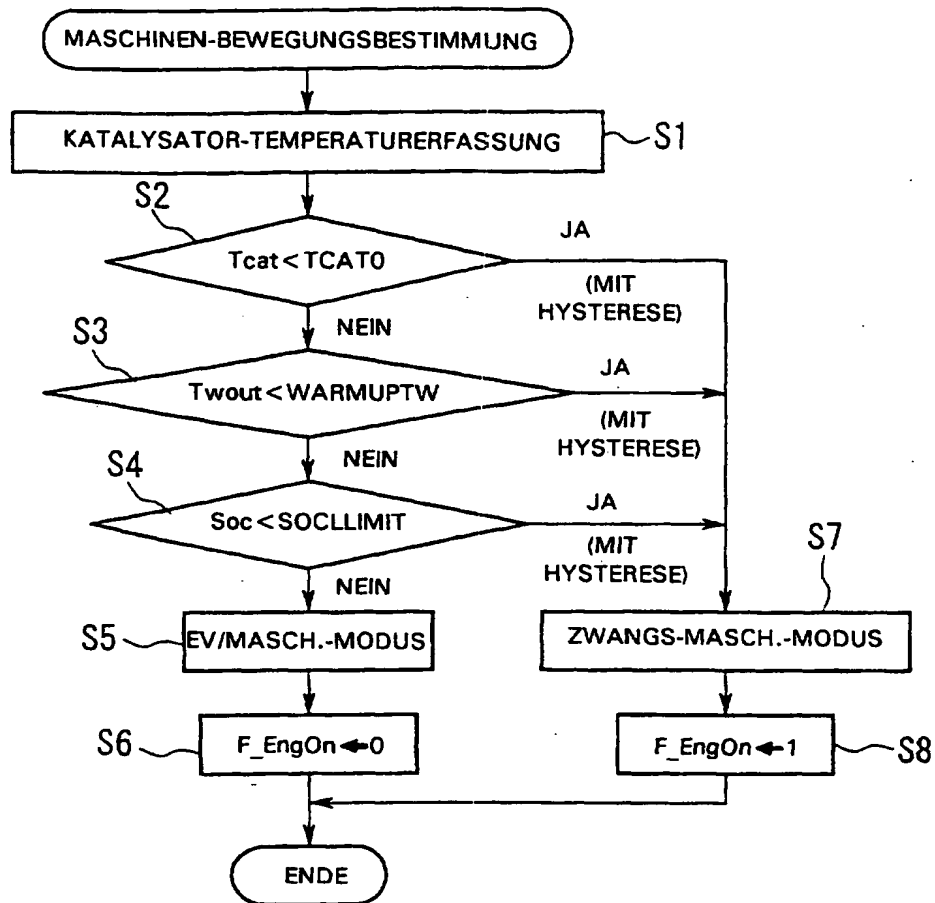 MASCHINEN-BEWEGUNGSBESTIMMUNG
KATALYSATOR-TEMPERATURERFASSUNG
S1
S2
Tcat<TCAT0
JA
(MIT
HYSTERESE)
NEIN
S3
Twout<WARMUPTW
JA
(MIT
HYSTERESE)
NEIN
S4
Soc<SOCLLIMIT
JA
(MIT
HYSTERESE)
NEIN
S7
S5
EV/MASCH.-MODUS
ZWANGS-MASCH.-MODUS
S6
F_EngOn←0
F_EngOn←1
S8
ENDE